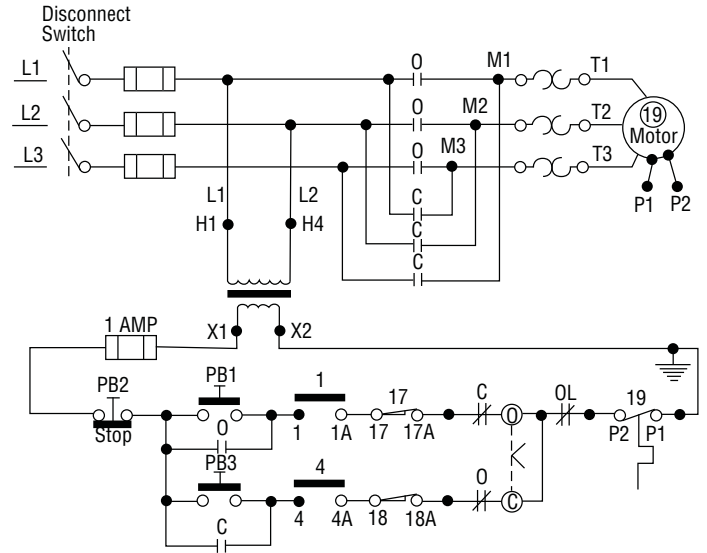 Disconnect
Switch
L1
O
M1
T1
L2
O
M2
T2
19
Motor
L3
O
M3
T3
L1
L2
C
P1
P2
H1
H4
C
C
1 AMP
X1
X2
PB2
PB1
1
17
C
O
OL
19
Stop
O
1
1A
17
17A
P2
P1
PB3
4
O
C
4
4A
18
18A
C